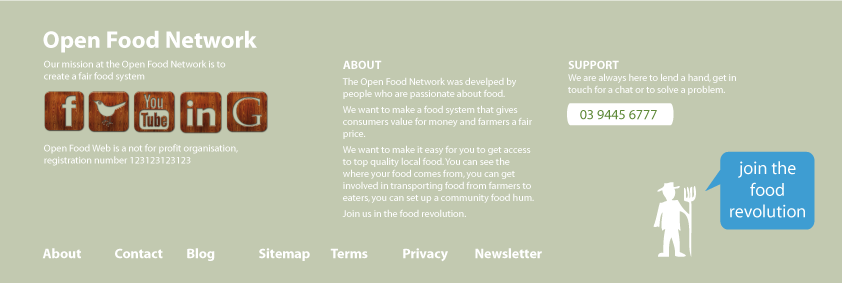 Open Food Network
Our mission at the Open Food Network is to
create a fair food system
f
You
Tube
in
G
Open Food Web is a not for profit organisation,
registration number 123123123123
ABOUT
The Open Food Network was develped by
people who are passionate about food.
We want to make a food system that gives
consumers value for money and farmers a fair
price.
We want to make it easy for you to get access
to top quality local food. You can see the
where your food comes from, you can get
involved in transporting food from farmers to
eaters, you can set up a community food hum.
Join us in the food revolution.
SUPPORT
We are always here to lend a hand, get in
touch for a chat or to solve a problem.
03 9445 6777
join the
food
revolution
About Contact Blog Sitemap Terms Privacy Newsletter